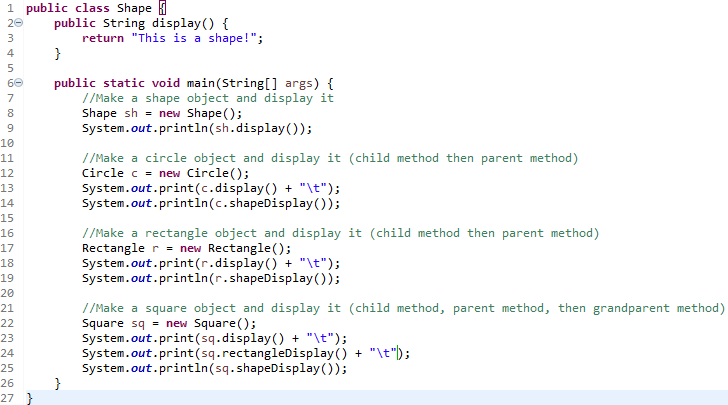 1 public class Shape {
2 public String display() {
3 return "This is a shape!";
4 }
5
6 public static void main(String[] args) {
7 //Make a shape object and display it
8 Shape sh = new Shape();
9 System.out.println(sh.display());
10
11 //Make a circle object and display it (child method then parent method)
12 Circle c = new Circle();
13 System.out.print(c.display() + "\t");
14 System.out.println(c.shapeDisplay());
15
16 //Make a rectangle object and display it (child method then parent method)
17 Rectangle r = new Rectangle();
18 System.out.print(r.display() + "\t");
19 System.out.println(r.shapeDisplay());
20
21 //Make a square object and display it (child method, parent method, then grandparent method)
22 Square sq = new Square();
23 System.out.print(sq.display() + "\t");
24 System.out.print(sq.rectangleDisplay() + "\t");
25 System.out.println(sq.shapeDisplay());
26 }
27 }